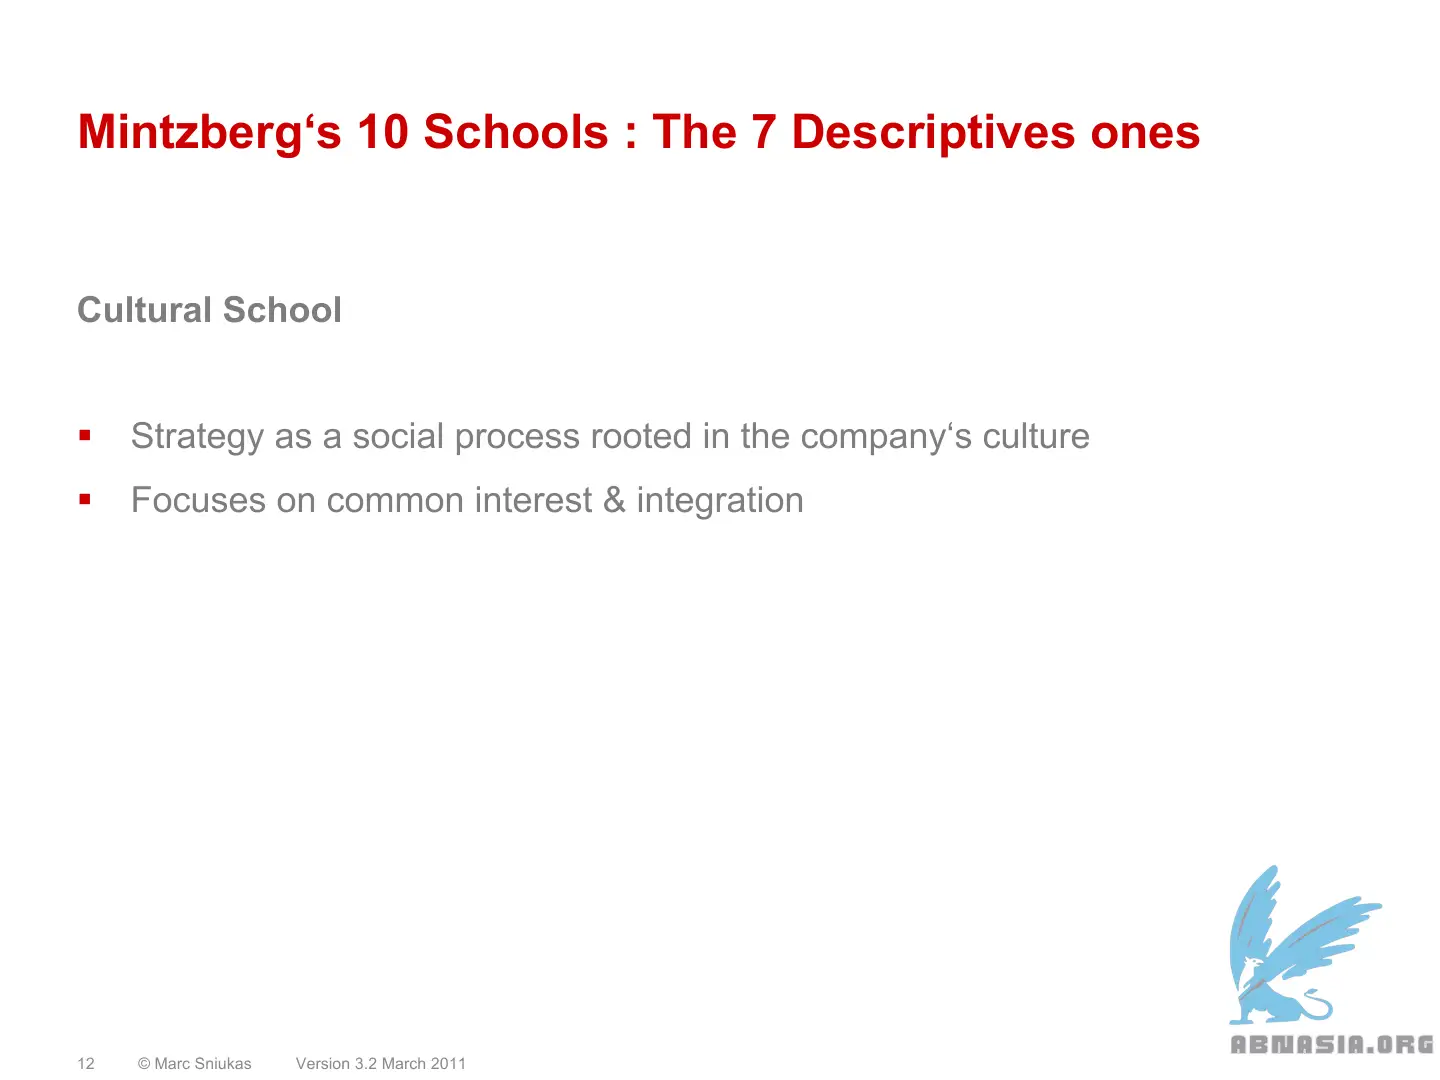 Mintzberg‘s 10 Schools : The 7 Descriptives ones
Cultural School
▪ Strategy as a social process rooted in the company‘s culture
▪ Focuses on common interest & integration
ABNASIA.ORG
12 © Marc Sniukas Version 3.2 March 2011